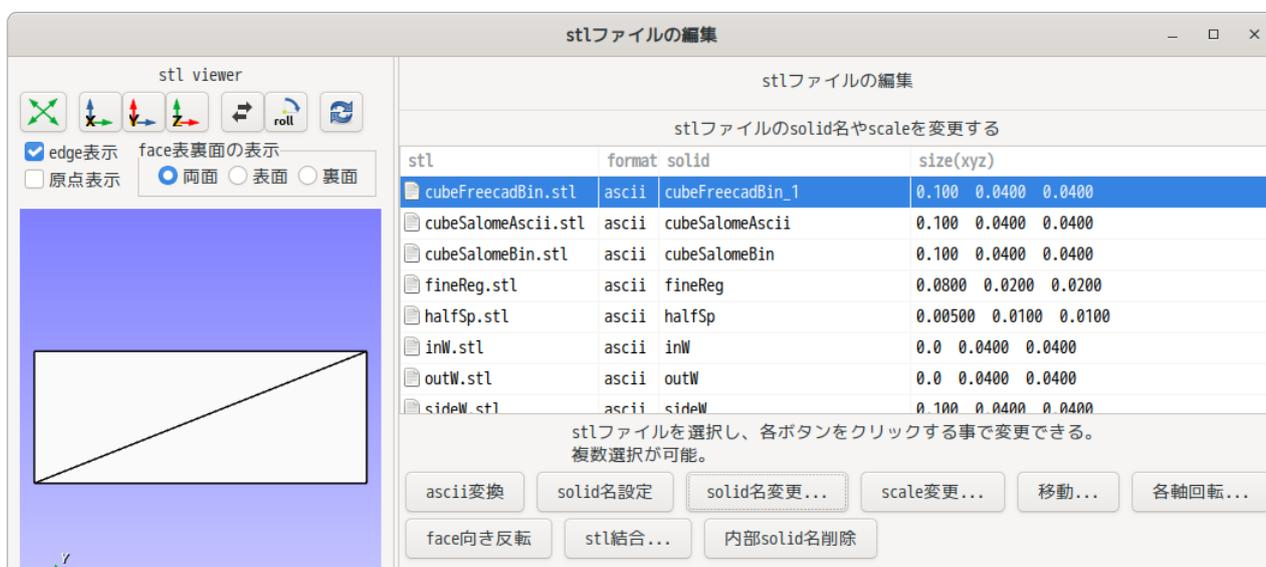 stlファイルの編集
stl viewer
X Y Z roll
edge表示
face表裏面の表示
原点表示
両面 表面 裏面
Y
stlファイルの編集
stlファイルのsolid名やscaleを変更する
stl format solid size(xyz)
cubeFreecadBin.stl ascii cubeFreecadBin_1 0.100 0.0400 0.0400
cubeSalomeAscii.stl ascii cubeSalomeAscii 0.100 0.0400 0.0400
cubeSalomeBin.stl ascii cubeSalomeBin 0.100 0.0400 0.0400
fineReg.stl ascii fineReg 0.0800 0.0200 0.0200
halfSp.stl ascii halfSp 0.00500 0.0100 0.0100
inW.stl ascii inW 0.0 0.0400 0.0400
outW.stl ascii outW 0.0 0.0400 0.0400
sideW.stl ascii sideW 0.100 0.0400 0.0400
stlファイルを選択し、各ボタンをクリックする事で変更できる。
複数選択が可能。
ascii変換 solid名設定 solid名変更... scale変更... 移動... 各軸回転...
face向き反転 stl結合... 内部solid名削除